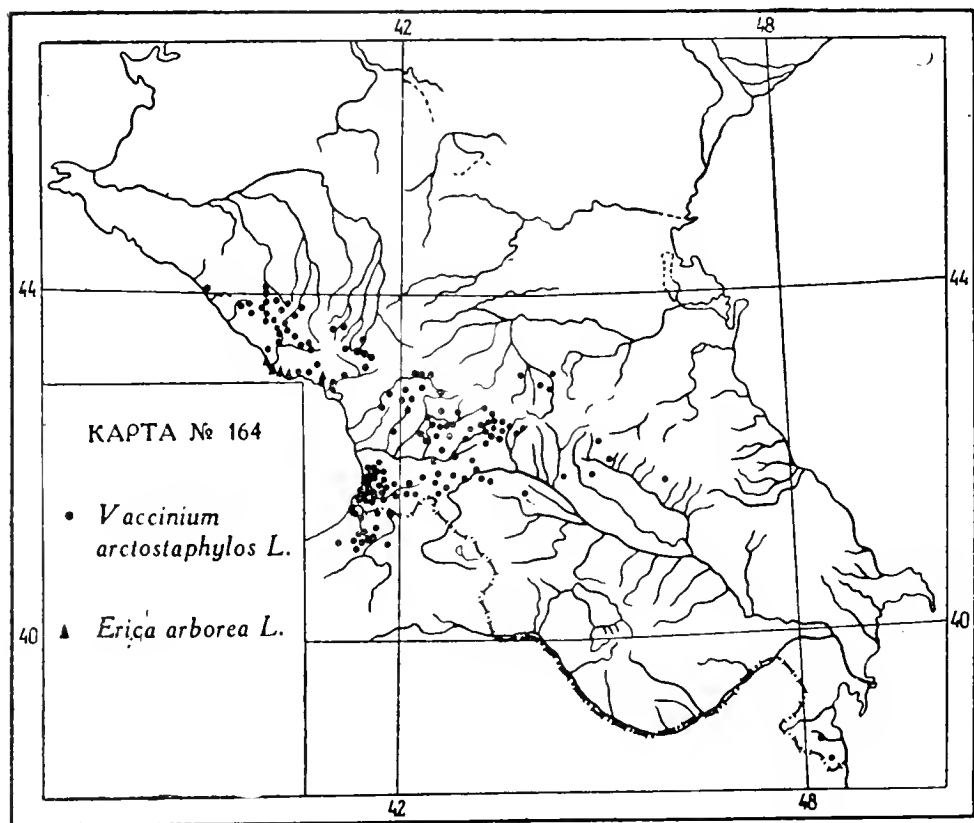 42 48
44 44
КАРТА № 164
Vaccinium
arctostaphylos L.
Erica arborea L.
40 40
42 48